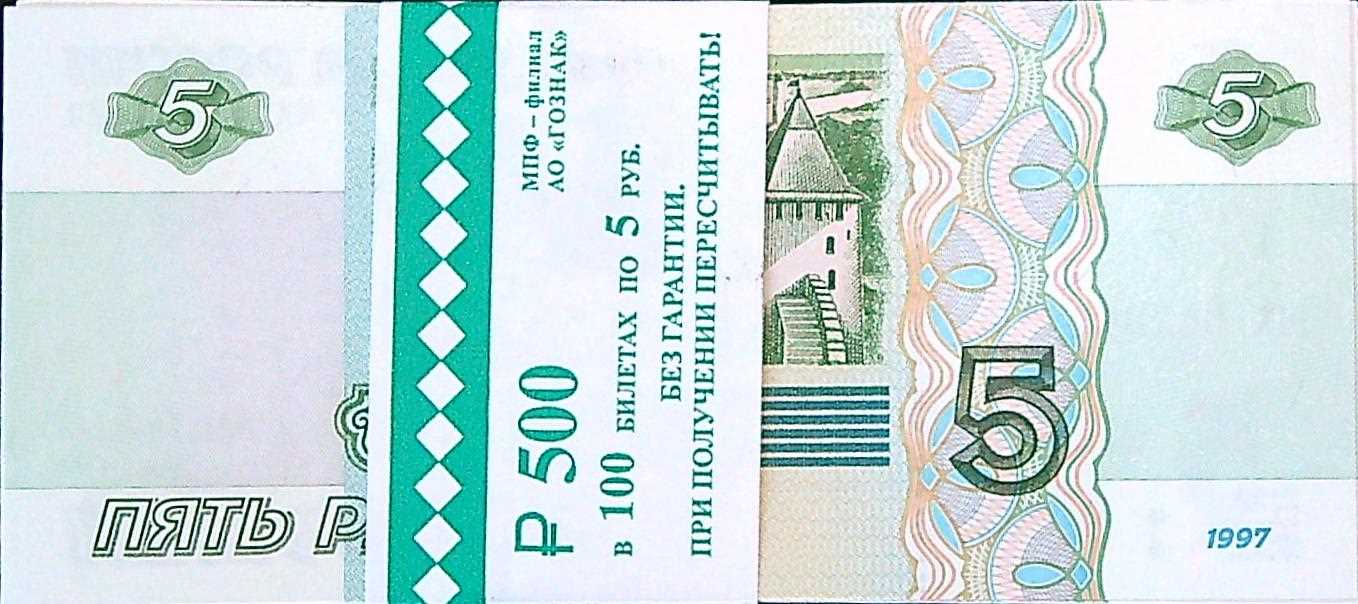 5
5
МПФ – филиал
АО «ГОЗНАК»
₽ 500
в 100 БИЛЕТАХ ПО 5 РУБ.
БЕЗ ГАРАНТИИ.
ПРИ ПОЛУЧЕНИИ ПЕРЕСЧИТЫВАТЬ!
5
ПЯТЬ Р
1997